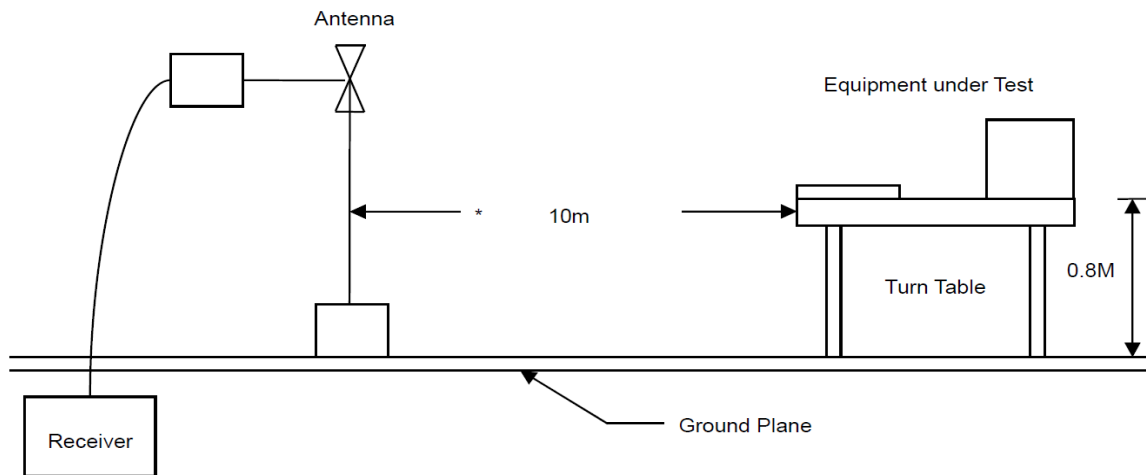 Antenna
Equipment under Test
* 10m
0.8M
Turn Table
Ground Plane
Receiver